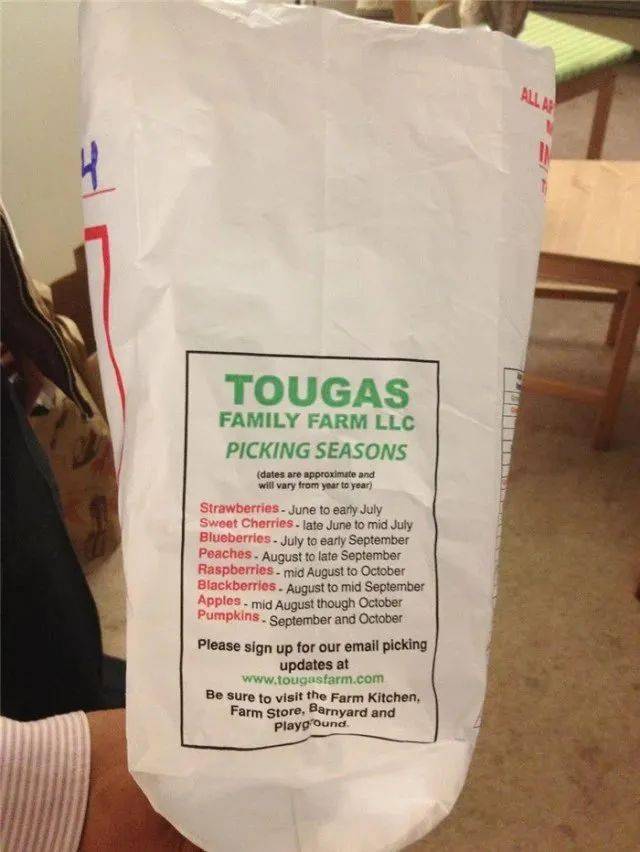 4
ALL
TOUGAS
FAMILY FARM LLC
PICKING SEASONS
(dates are approximate and
will vary from year to year)
Strawberries - June to early July
Sweet Cherries - late June to mid July
Blueberries - July to early September
Peaches - August to late September
Raspberries - mid August to October
Blackberries - August to mid September
Apples - mid August though October
Pumpkins - September and October
Please sign up for our email picking
updates at
www.tougasfarm.com
Be sure to visit the Farm Kitchen,
Farm Store, Barnyard and
Playground.